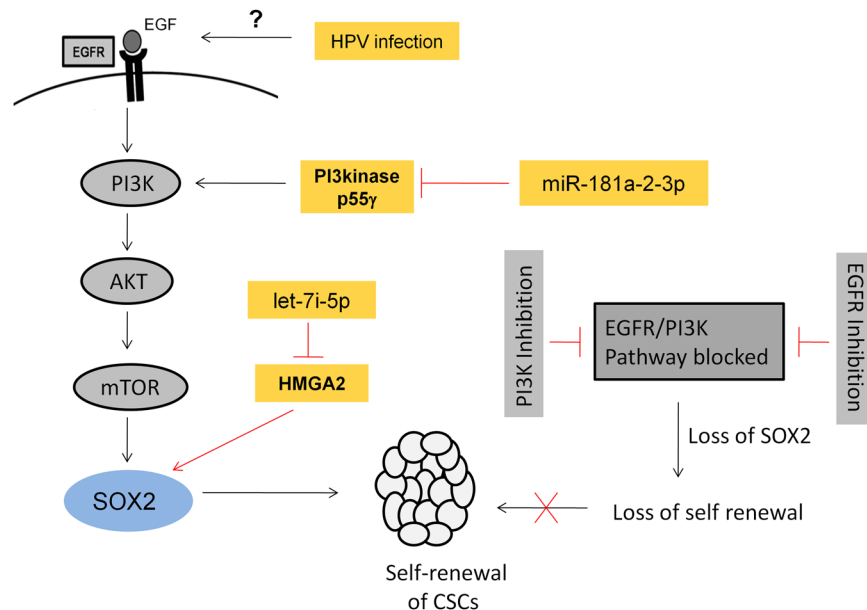 EGF
?
HPV infection
EGFR
PI3K
PI3kinase
p55γ
miR-181a-2-3p
AKT
let-7i-5p
PI3K Inhibition
EGFR/PI3K
Pathway blocked
EGFR Inhibition
mTOR
HMGA2
Loss of SOX2
SOX2
Loss of self renewal
Self-renewal
of CSCs